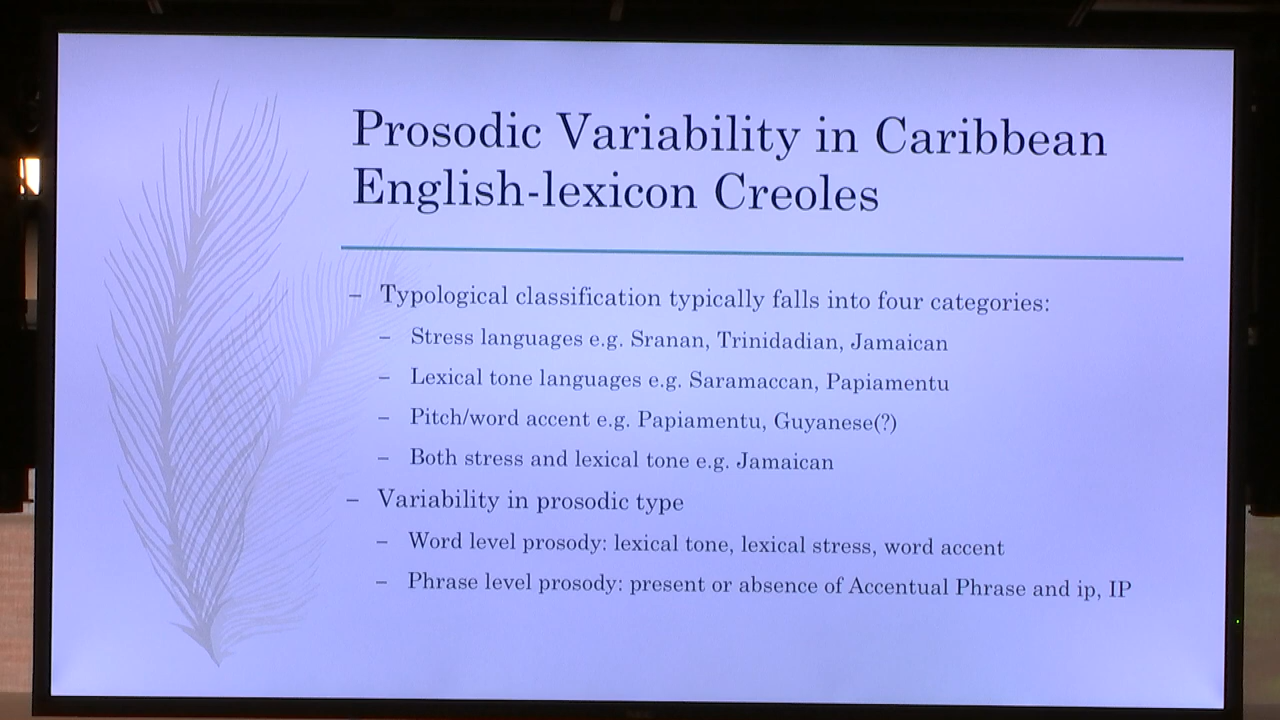 Prosodic Variability in Caribbean
English-lexicon Creoles
– Typological classification typically falls into four categories:
– Stress languages e.g. Sranan, Trinidadian, Jamaican
– Lexical tone languages e.g. Saramaccan, Papiamentu
– Pitch/word accent e.g. Papiamentu, Guyanese(?)
– Both stress and lexical tone e.g. Jamaican
– Variability in prosodic type
– Word level prosody: lexical tone, lexical stress, word accent
– Phrase level prosody: present or absence of Accentual Phrase and ip, IP